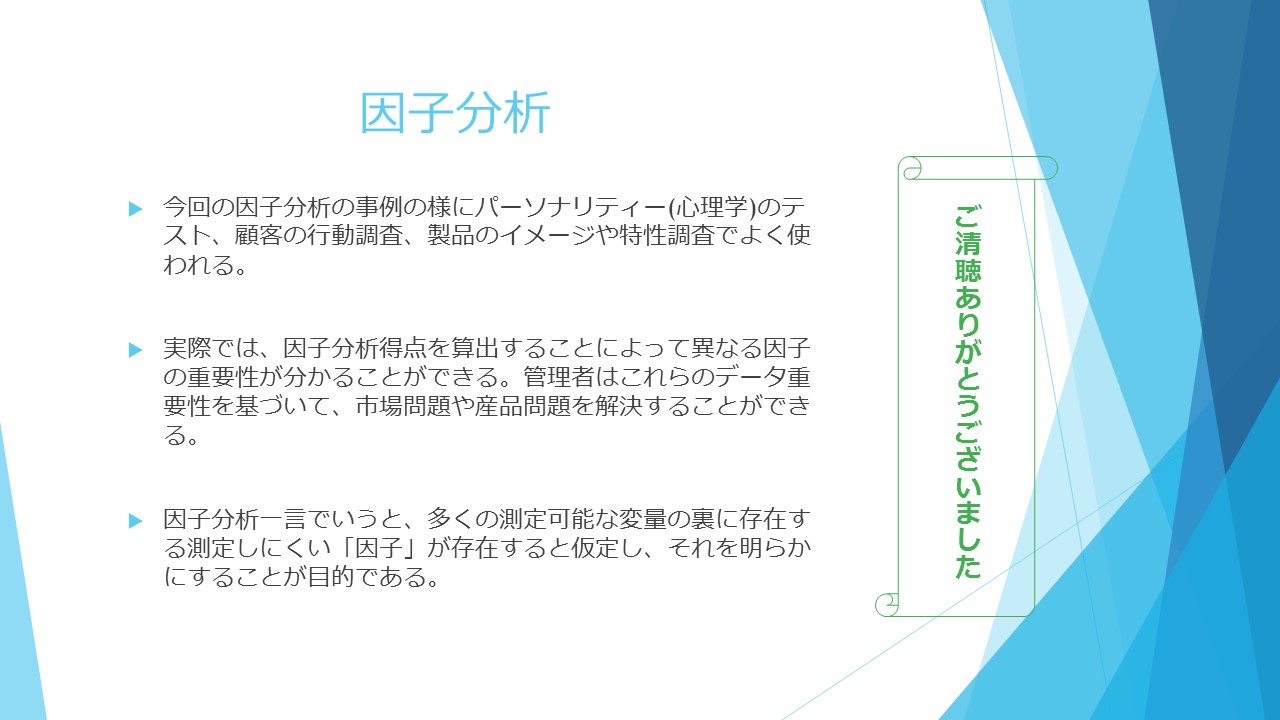 因子分析
今回の因子分析の事例の様にパーソナリティー(心理学)のテ
スト、顧客の行動調査、製品のイメージや特性調査でよく使
われる。
実際では、因子分析得点を算出することによって異なる因子
の重要性が分かることができる。管理者はこれらのデータ重
要性を基づいて、市場問題や産品問題を解決することができ
る。
因子分析一言でいうと、多くの測定可能な変量の裏に存在す
る測定しにくい「因子」が存在すると仮定し、それを明らか
にすることが目的である。
ご清聴ありがとうございました